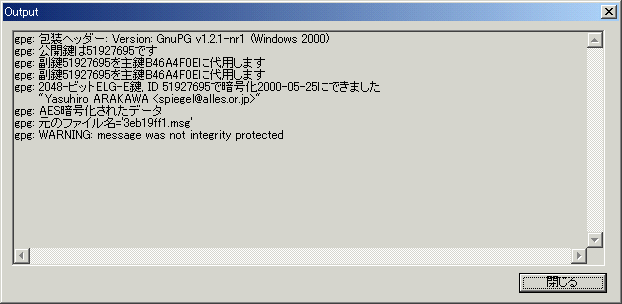 Output
gpg: 包装ヘッダー: Version: GnuPG v1.2.1-nr1 (Windows 2000)
gpg: 公開鍵は51927695です
gpg: 副鍵51927695を主鍵B46A4F0Eに代用します
gpg: 副鍵51927695を主鍵B46A4F0Eに代用します
gpg: 2048-ビットELG-E鍵, ID 51927695で暗号化2000-05-25にできました
"Yasuhiro ARAKAWA <spiegel@alles.or.jp>"
gpg: AES暗号化されたデータ
gpg: 元のファイル名='3eb19ff1.msg'
gpg: WARNING: message was not integrity protected
閉じる